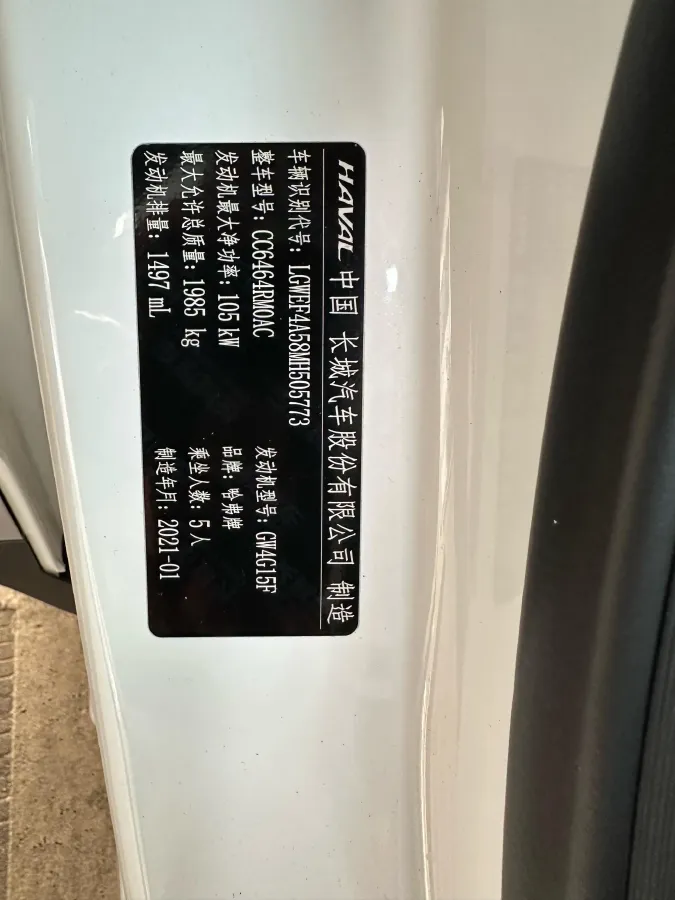 HAVAL 中国 长城汽车股份有限公司 制造
车辆识别代号: LGWEF4A58MH505773
整车型号: CC6464RM0AC 发动机型号: GW4G15F
发动机最大净功率: 105 kW 品牌: 哈弗牌
最大允许总质量: 1985 kg 乘坐人数: 5人
发动机排量: 1497 mL 制造年月: 2021-01